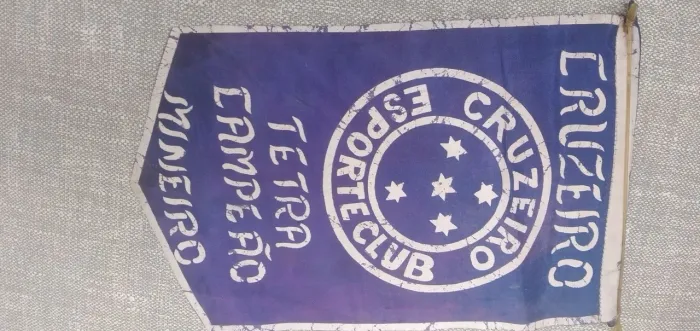 CRUZEIRO
CRUZEIRO
ESPORTE CLUB
TETRA
CAMPEÃO
MINEIRO